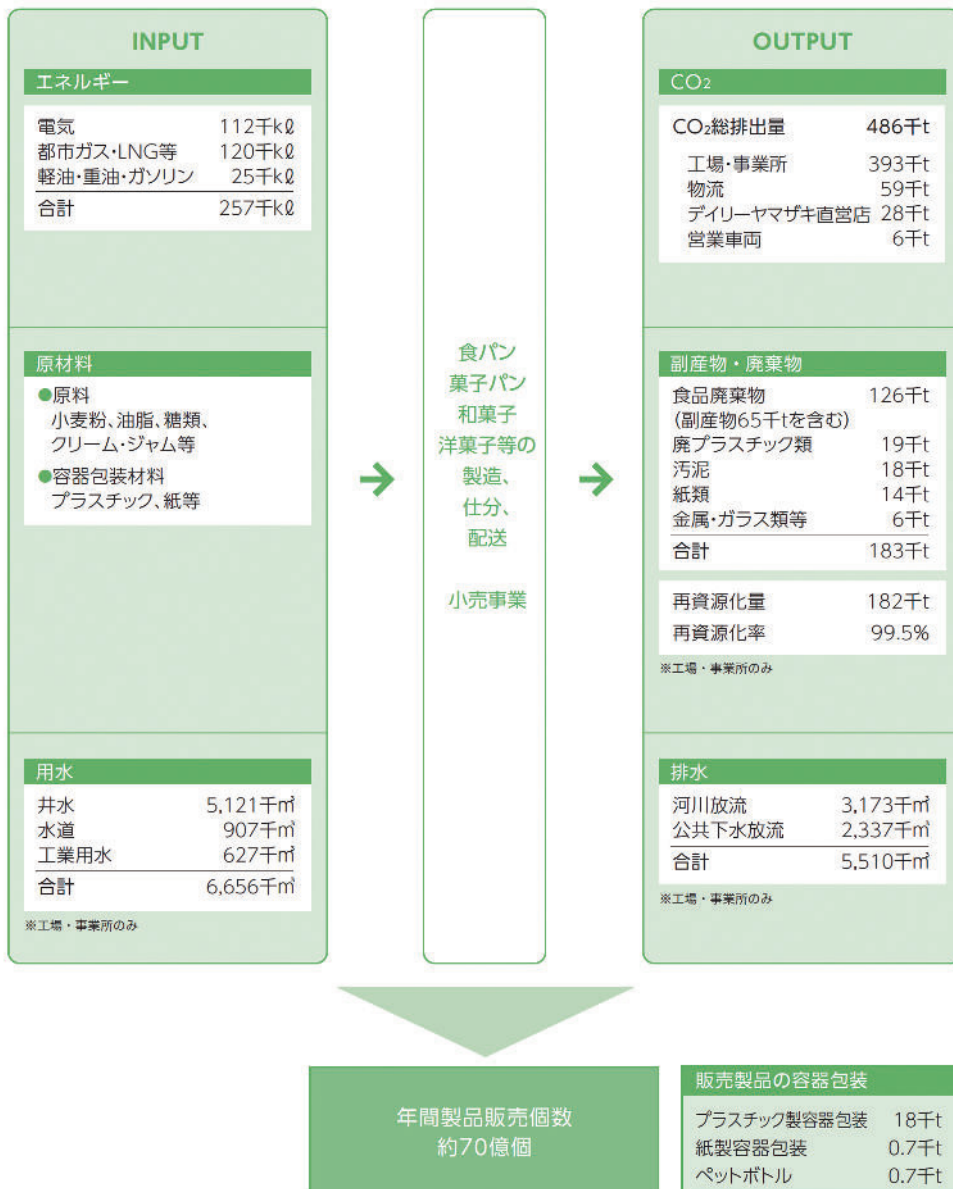 INPUT
エネルギー
電気 112千kℓ
都市ガス・LNG等 120千kℓ
軽油・重油・ガソリン 25千kℓ
合計 257千kℓ
原材料
●原料
小麦粉、油脂、糖類、
クリーム・ジャム等
●容器包装材料
プラスチック、紙等
用水
井水 5,121千㎥
水道 907千㎥
工業用水 627千㎥
合計 6,656千㎥
※工場・事業所のみ
食パン
菓子パン
和菓子
洋菓子等の
製造、
仕分、
配送
小売事業
OUTPUT
CO₂
CO₂総排出量 486千t
工場・事業所 393千t
物流 59千t
デイリーヤマザキ直営店 28千t
営業車両 6千t
副産物・廃棄物
食品廃棄物 126千t
(副産物65千tを含む)
廃プラスチック類 19千t
汚泥 18千t
紙類 14千t
金属・ガラス類等 6千t
合計 183千t
再資源化量 182千t
再資源化率 99.5%
※工場・事業所のみ
排水
河川放流 3,173千㎥
公共下水放流 2,337千㎥
合計 5,510千㎥
※工場・事業所のみ
年間製品販売個数
約70億個
販売製品の容器包装
プラスチック製容器包装 18千t
紙製容器包装 0.7千t
ペットボトル 0.7千t